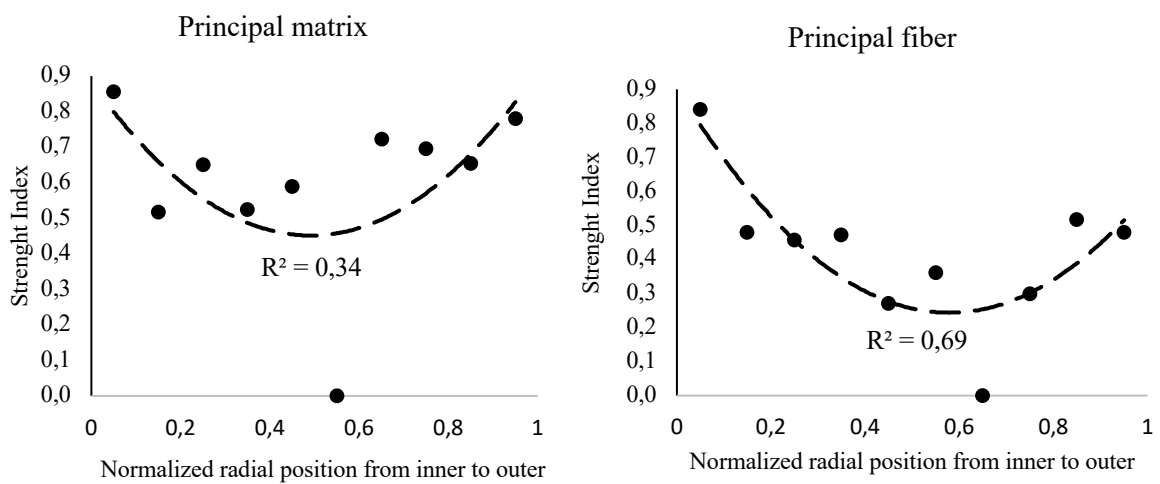 Principal matrix
0,9
0,8
0,7
0,6
0,5
0,4
0,3
0,2
0,1
0,0
Strenght Index
R² = 0,34
0 0,2 0,4 0,6 0,8 1
Normalized radial position from inner to outer
Principal fiber
0,9
0,8
0,7
0,6
0,5
0,4
0,3
0,2
0,1
0,0
Strenght Index
R² = 0,69
0 0,2 0,4 0,6 0,8 1
Normalized radial position from inner to outer